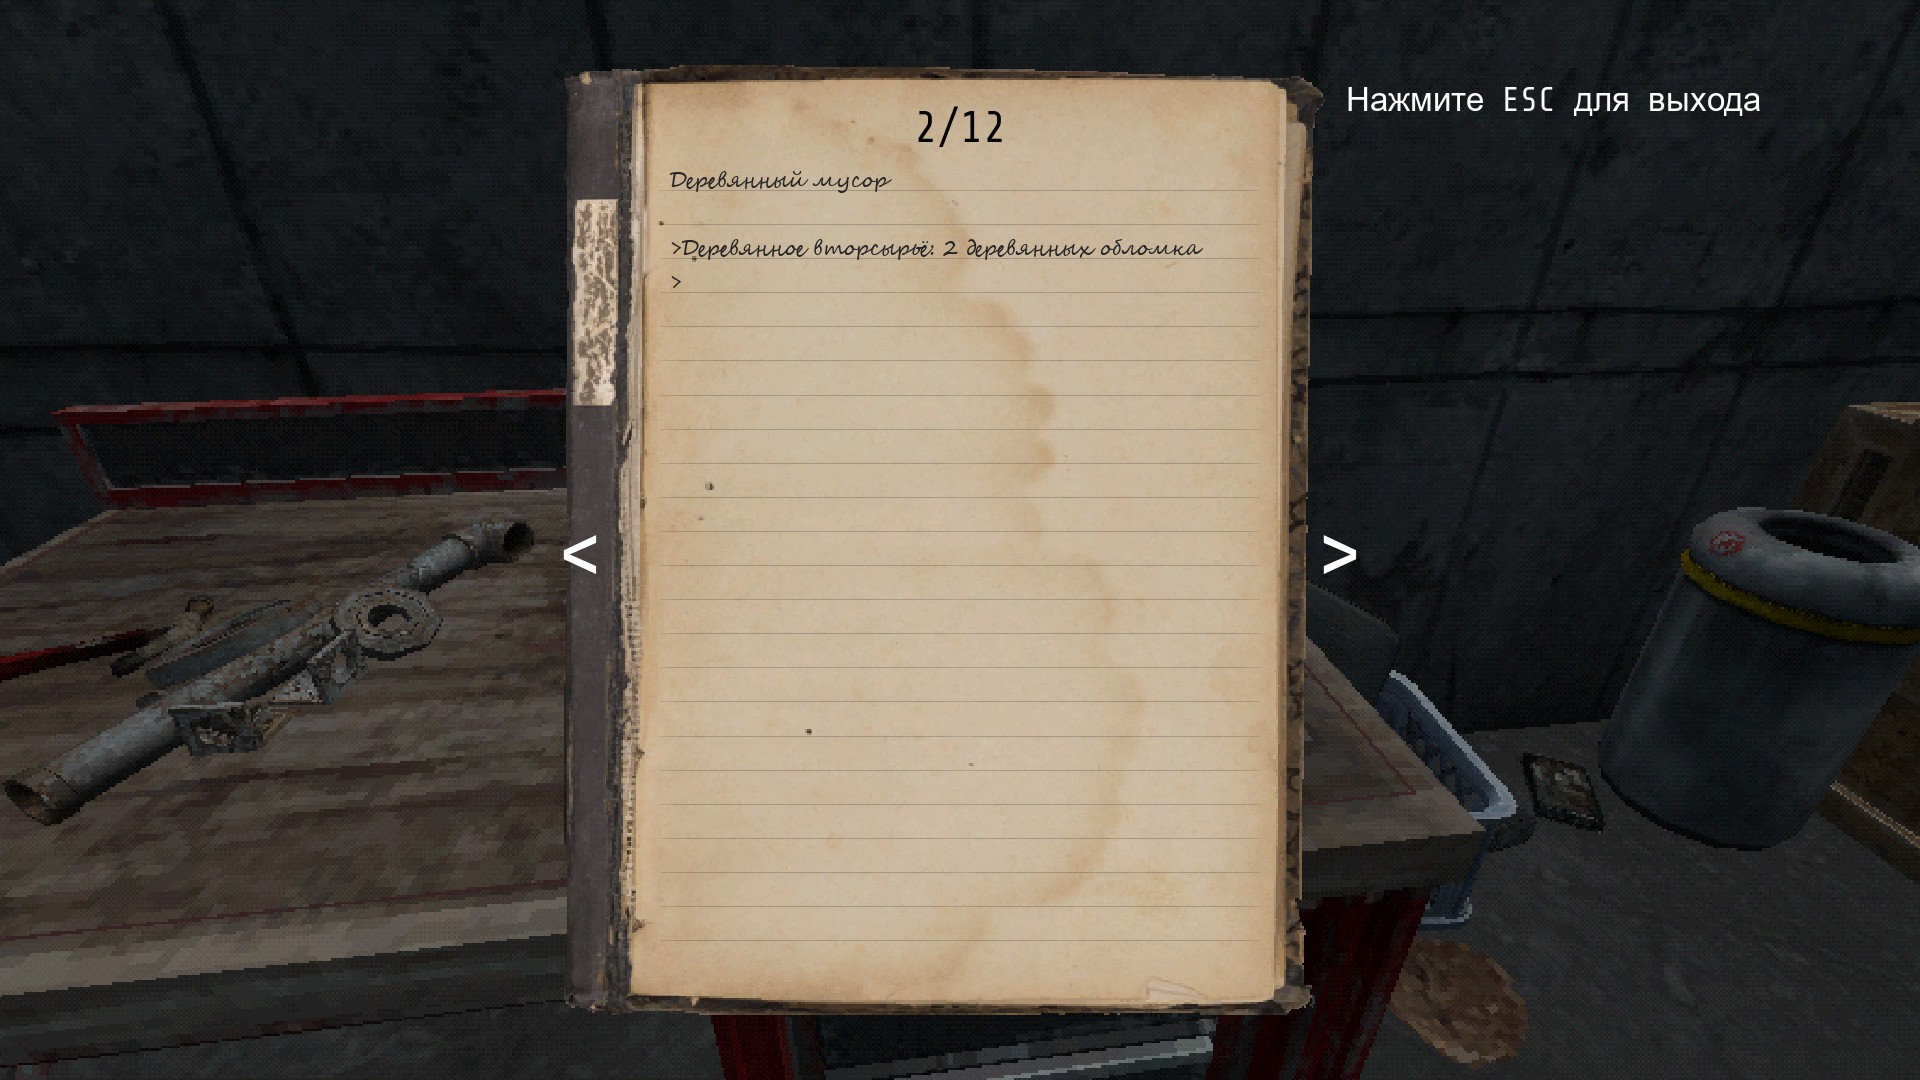 Нажмите ESC для выхода
2/12
Деревянный мусор
>Деревянное вторсырьё: 2 деревянных обломка
>
< >